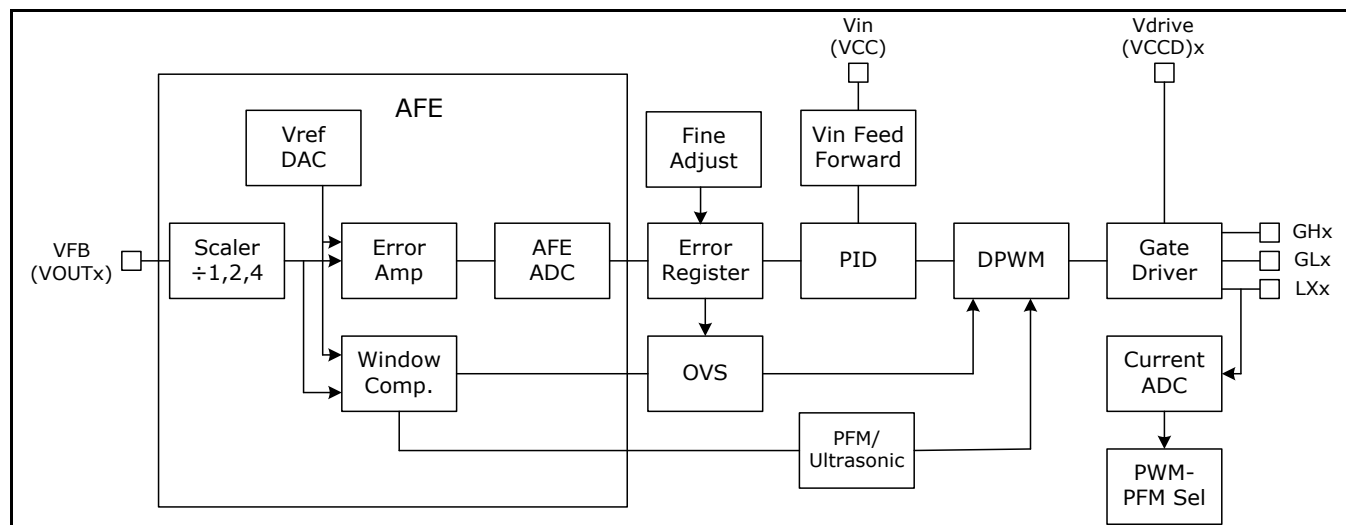 Vin
(VCC)
Vdrive
(VCCD)x
AFE
Vref
DAC
Fine
Adjust
Vin Feed
Forward
VFB
(VOUTx)
Scaler
÷1,2,4
Error
Amp
AFE
ADC
Error
Register
PID
DPWM
Gate
Driver
GHx
GLx
LXx
Window
Comp.
OVS
Current
ADC
PFM/
Ultrasonic
PWM-
PFM Sel